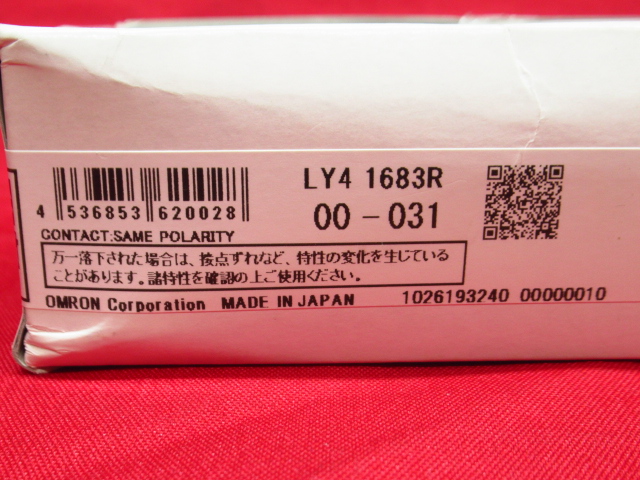 LY4 1683R
4 536853 620028
00-031
CONTACT:SAME POLARITY
万一落下された場合は、接点ずれなど、特性の変化を生じている
ことがあります。諸特性を確認の上ご使用ください。
OMRON Corporation MADE IN JAPAN 1026193240 00000010